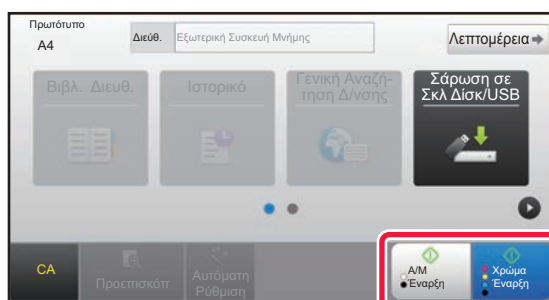 Πρωτότυπο
A4
Διεύθ.
Εξωτερική Συσκευή Μνήμης
Λεπτομέρεια
Βιβλ. Διευθ.
Ιστορικό
Γενική Αναζή-
τηση Δ/νσης
Σάρωση σε
Σκλ Δίσκ/USB
CA
Προεπισκόπ
Αυτόματη
Ρύθμιση
A/M
Έναρξη
Χρώμα
Έναρξη